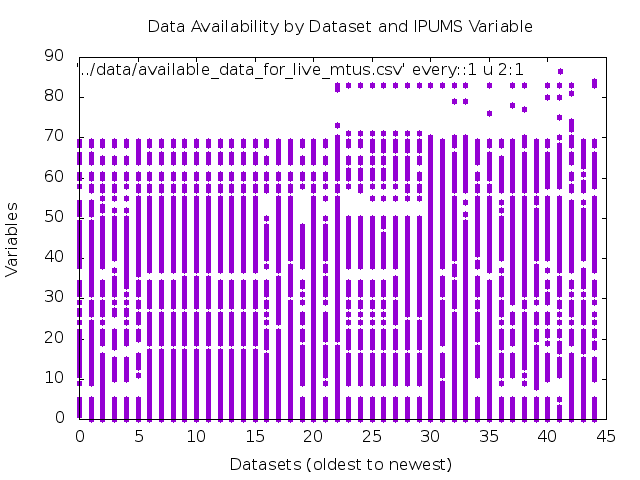 Data Availability by Dataset and IPUMS Variable
'../data/available_data_for_live_mtus.csv' every::1 u 2:1
90
80
70
60
50
40
30
20
10
0
Variables
0 5 10 15 20 25 30 35 40 45
Datasets (oldest to newest)